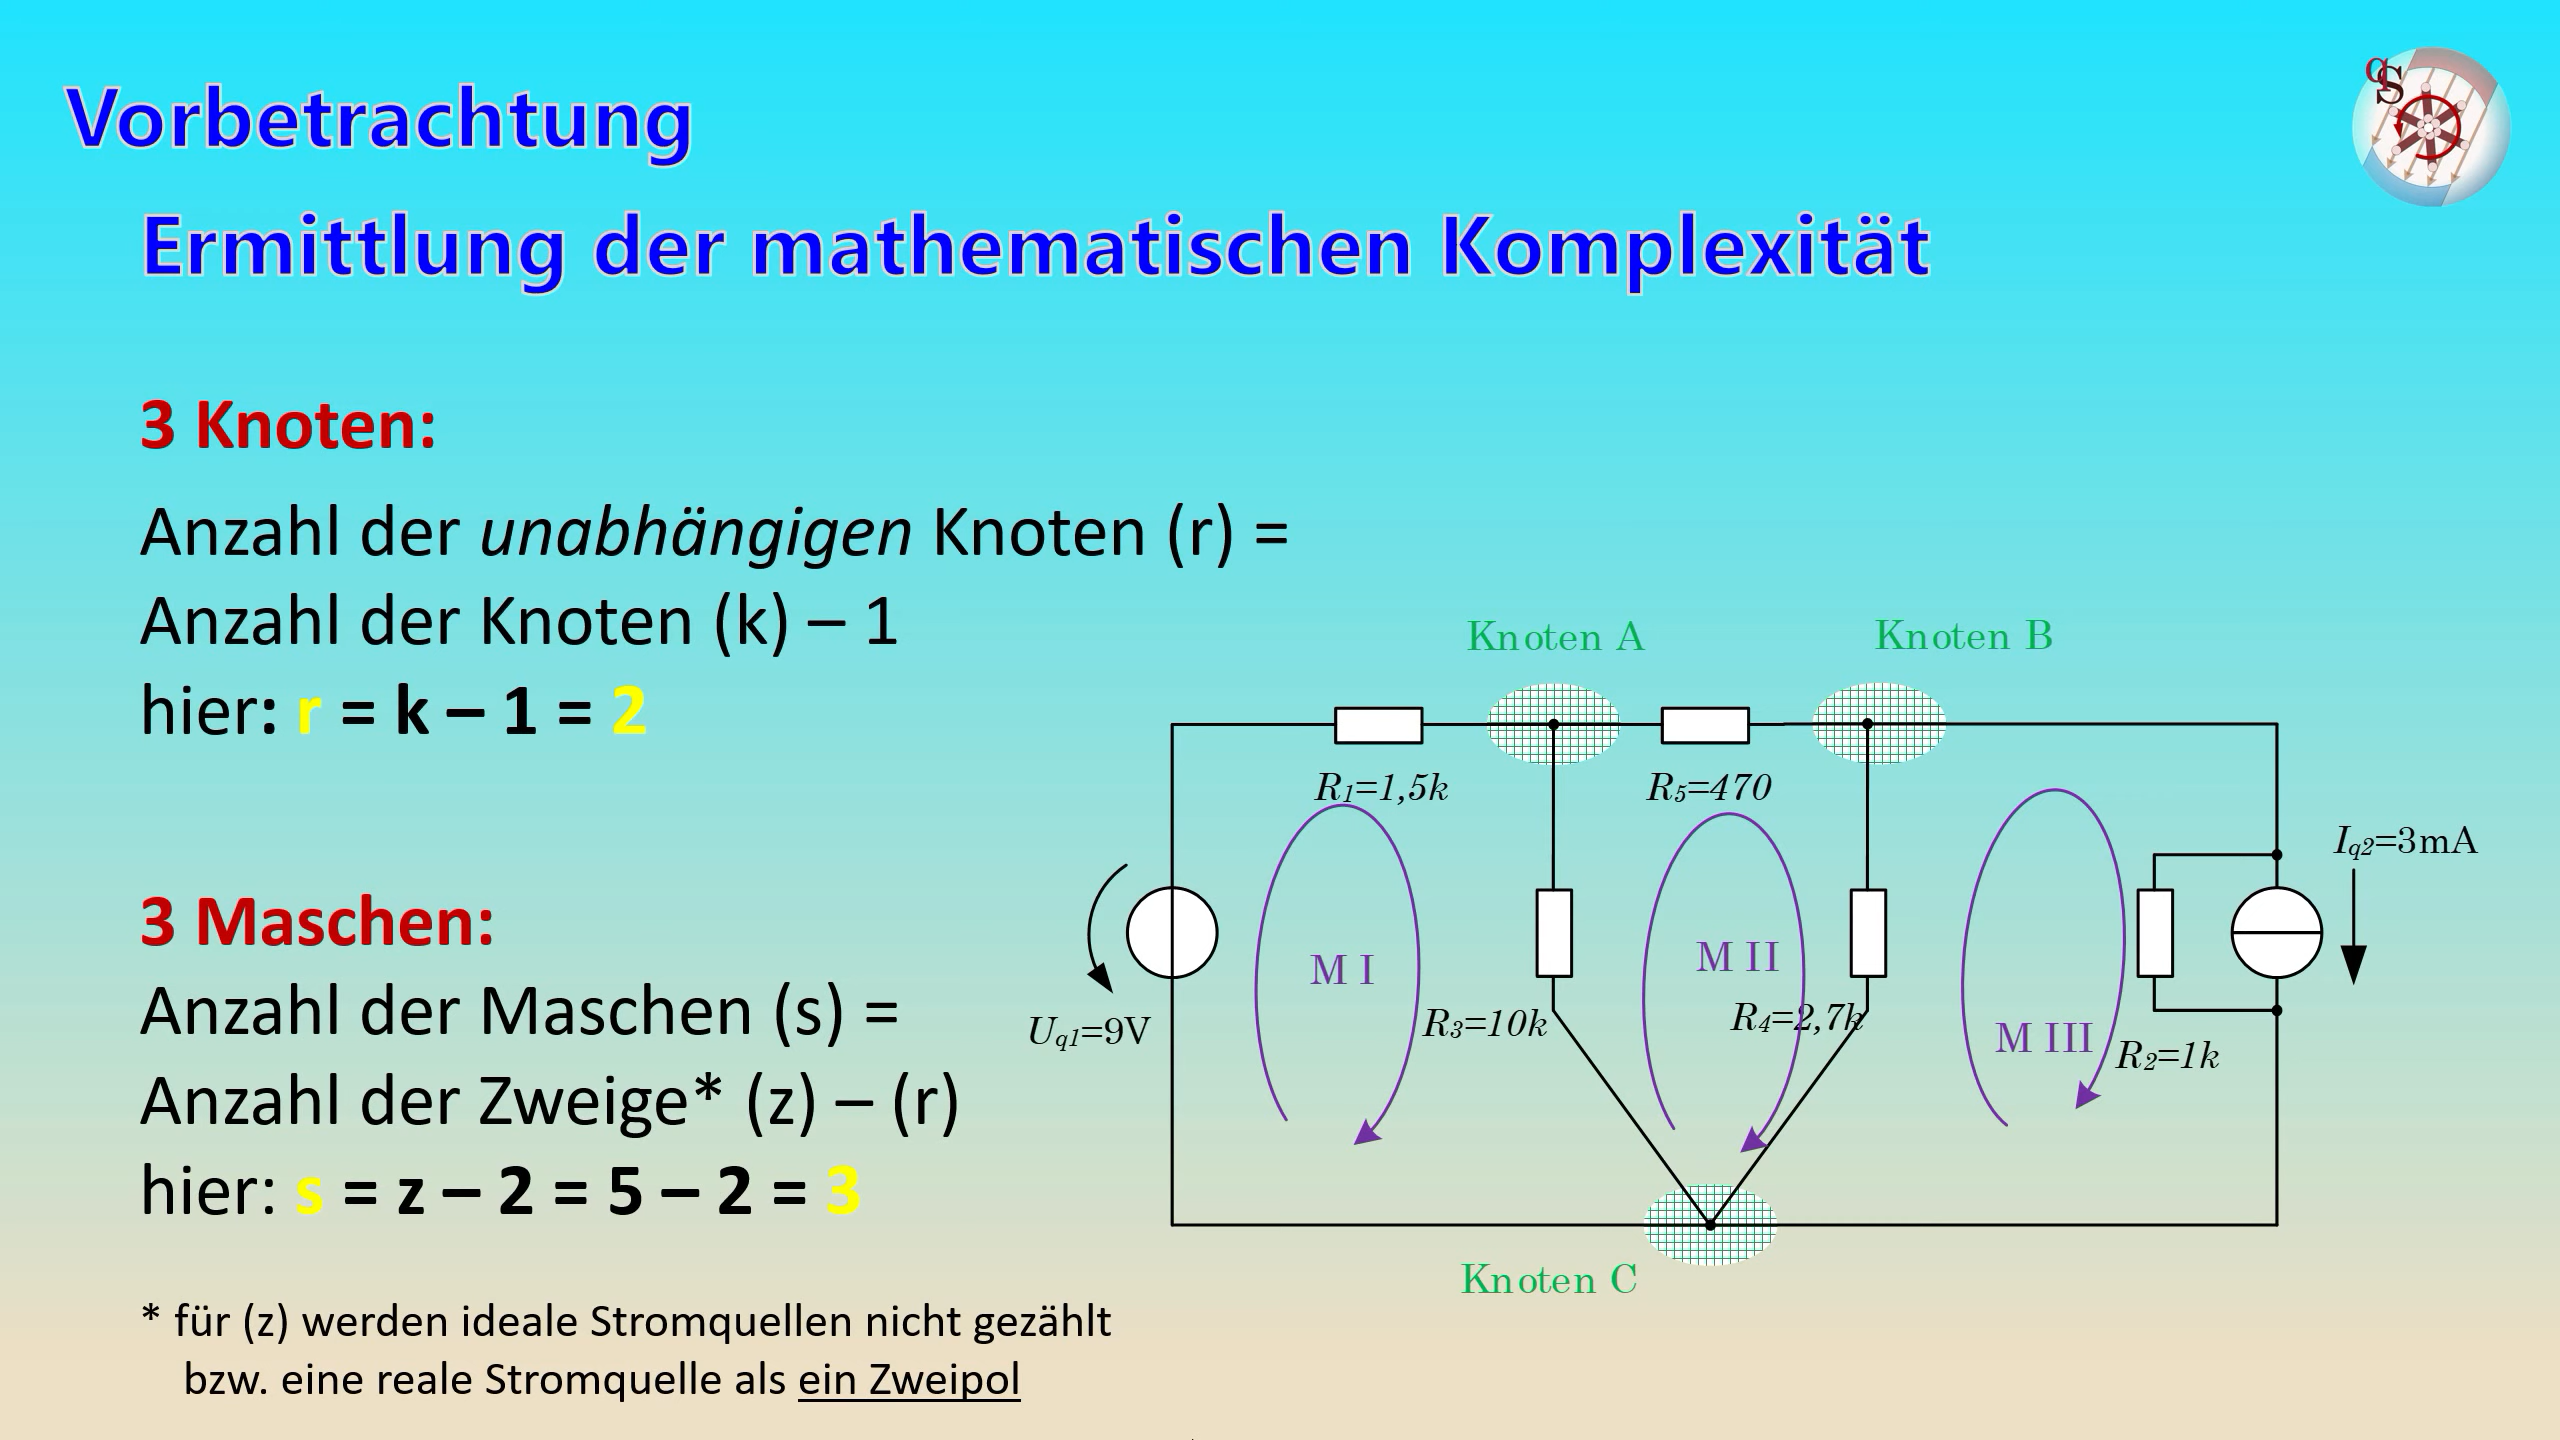 Vorbetrachtung
Ermittlung der mathematischen Komplexität
3 Knoten:
Anzahl der unabhängigen Knoten (r) =
Anzahl der Knoten (k) – 1
hier: r = k – 1 = 2
3 Maschen:
Anzahl der Maschen (s) =
Anzahl der Zweige* (z) – (r)
hier: s = z – 2 = 5 – 2 = 3
* für (z) werden ideale Stromquellen nicht gezählt
bzw. eine reale Stromquelle als ein Zweipol
Knoten A
Knoten B
R1=1,5k
R5=470
Iq2=3mA
M I
M II
M III
Uq1=9V
R3=10k
R4=2,7k
R2=1k
Knoten C
qS